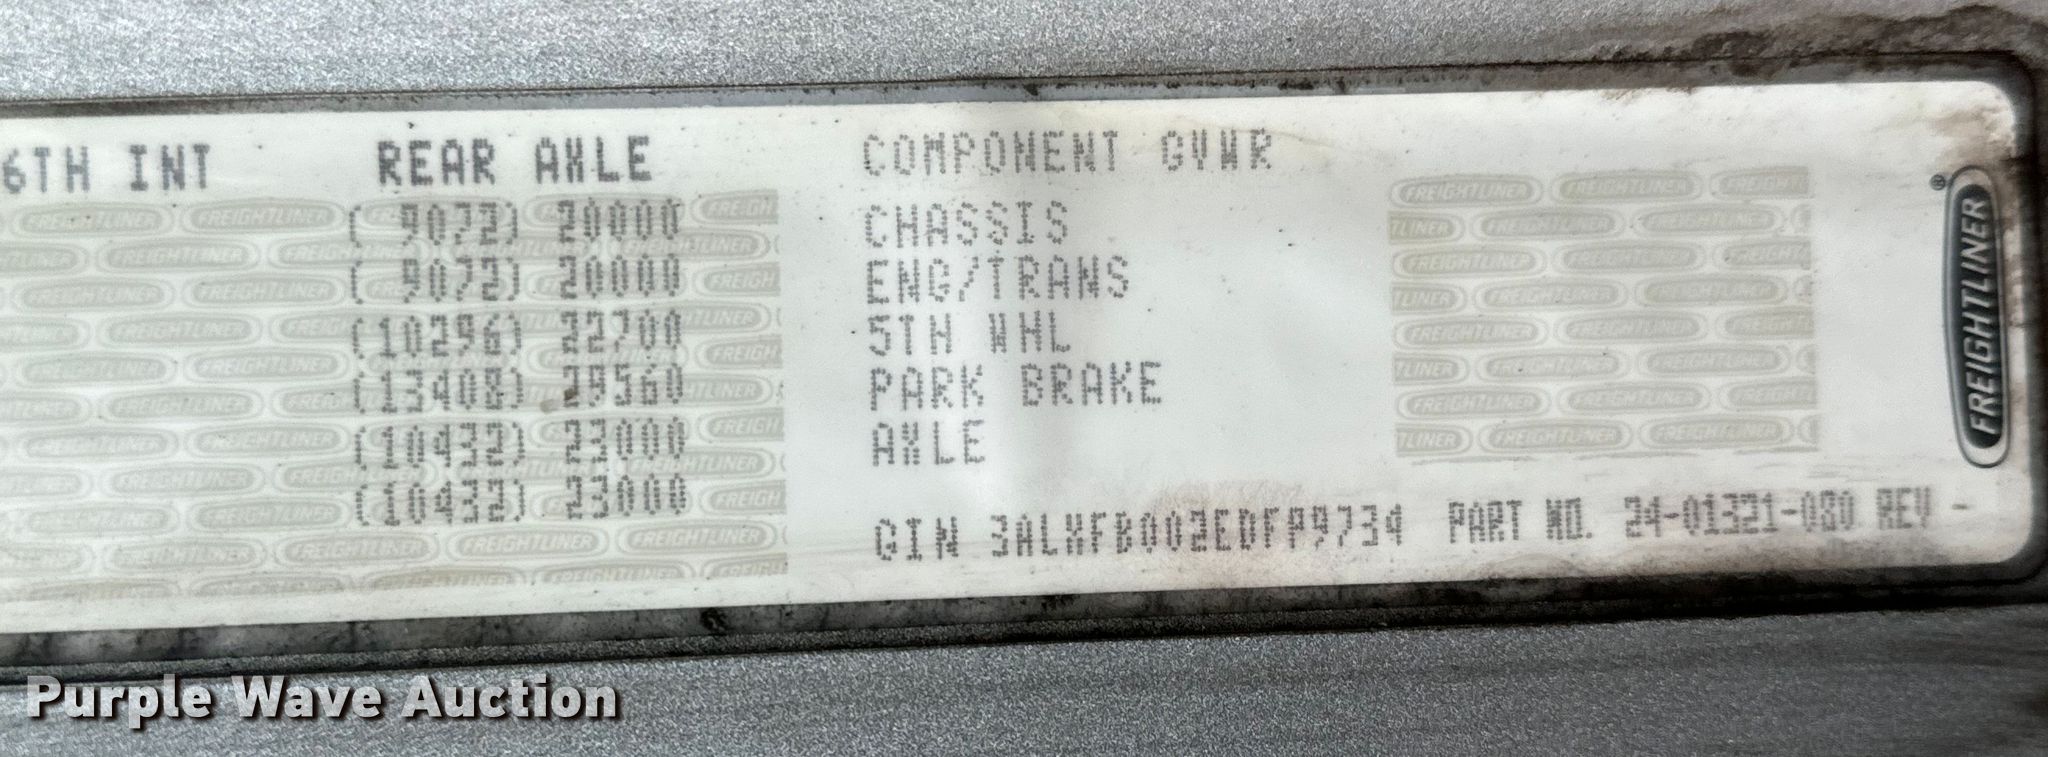 6TH INT REAR AXLE COMPONENT GVWR
( 9072) 20000 CHASSIS
( 9072) 20000 ENG/TRANS
(10296) 22700 5TH WHL
(13408) 29560 PARK BRAKE
(10432) 23000 AXLE
(10432) 23000
GIN 3ALXFB003EDFP9734 PART NO. 24-01321-080 REV -
FREIGHTLINER®
Purple Wave Auction